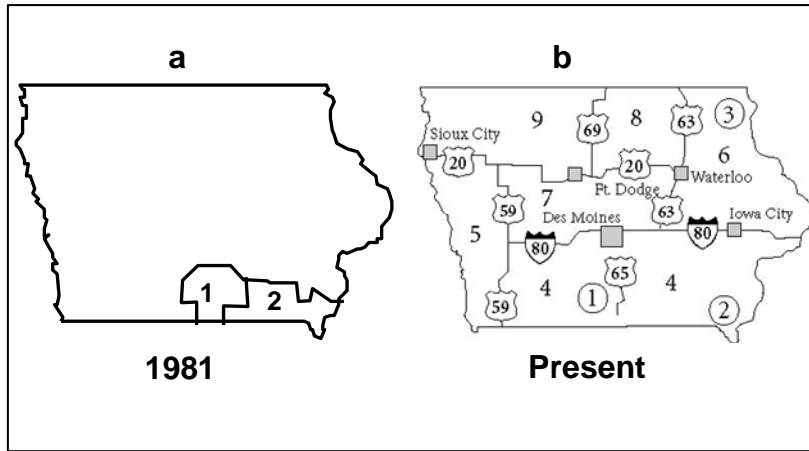 a
1
2
1981
b
9
8
3
69
63
Sioux City
20
6
20
Waterloo
Ft. Dodge
7
59
63
Des Moines
Iowa City
5
80
80
65
4
1
4
59
2
Present